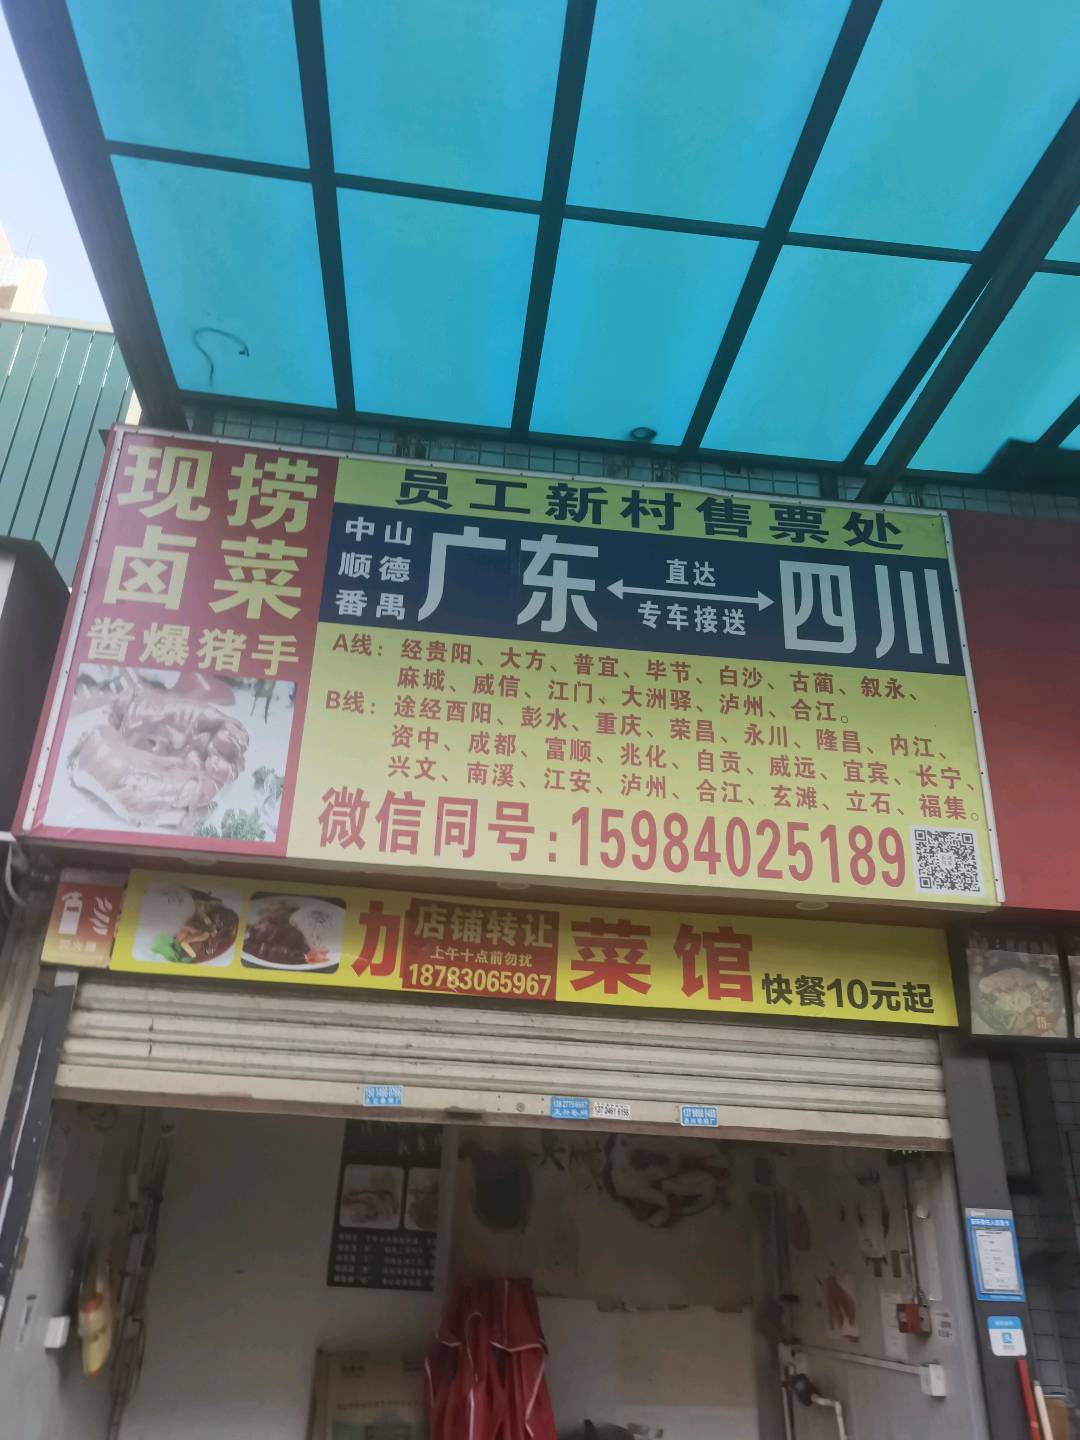 现捞
卤菜
酱爆猪手
员工新村售票处
中山
顺德
番禺
广东
直达
专车接送
四川
A线：经贵阳、大方、普宜、毕节、白沙、古蔺、叙永、
麻城、威信、江门、大洲驿、泸州、合江。
B线：途经酉阳、彭水、重庆、荣昌、永川、隆昌、内江、
资中、成都、富顺、兆化、自贡、威远、宜宾、长宁、
兴文、南溪、江安、泸州、合江、玄滩、立石、福集。
微信同号：15984025189
店铺转让
上午十点前勿扰
18783065967
菜馆
快餐10元起